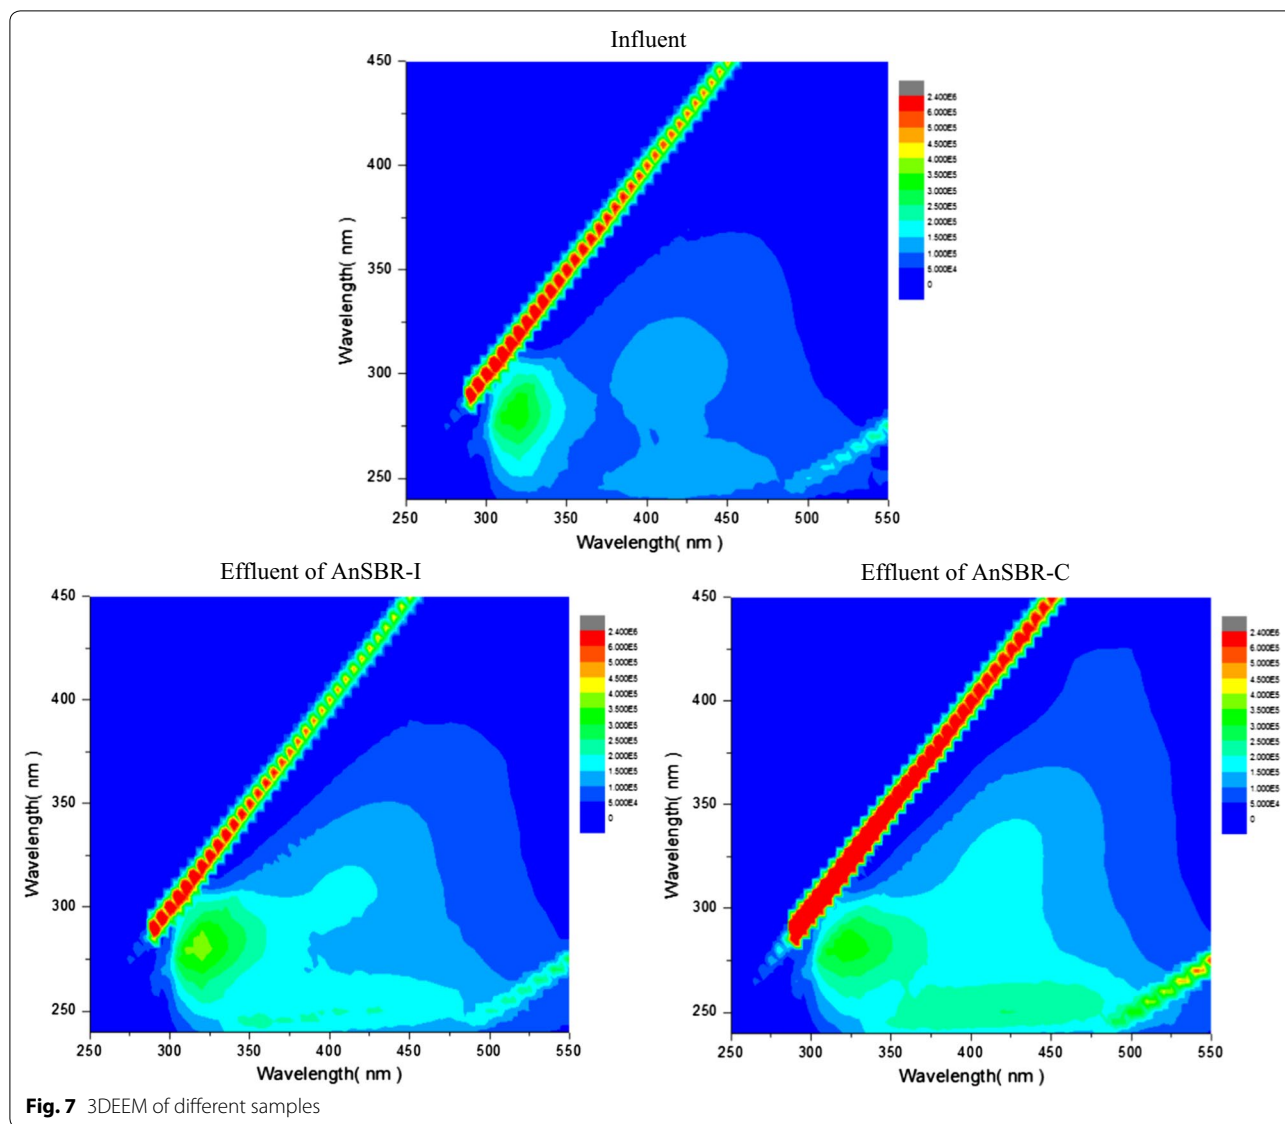 Influent
450
400
350
300
250
Wavelength( nm )
250 300 350 400 450 500 550
Wavelength( nm )
2.400E6
6.000E5
5.000E5
4.500E5
4.000E5
3.500E5
3.000E5
2.500E5
2.000E5
1.500E5
1.000E5
5.000E4
0
Effluent of AnSBR-I
450
400
350
300
250
Wavelength( nm )
250 300 350 400 450 500 550
Wavelength( nm )
2.400E6
6.000E5
5.000E5
4.500E5
4.000E5
3.500E5
3.000E5
2.500E5
2.000E5
1.500E5
1.000E5
5.000E4
0
Effluent of AnSBR-C
450
400
350
300
250
Wavelength( nm )
250 300 350 400 450 500 550
Wavelength( nm )
2.400E6
6.000E5
5.000E5
4.500E5
4.000E5
3.500E5
3.000E5
2.500E5
2.000E5
1.500E5
1.000E5
5.000E4
0
Fig. 7 3DEEM of different samples